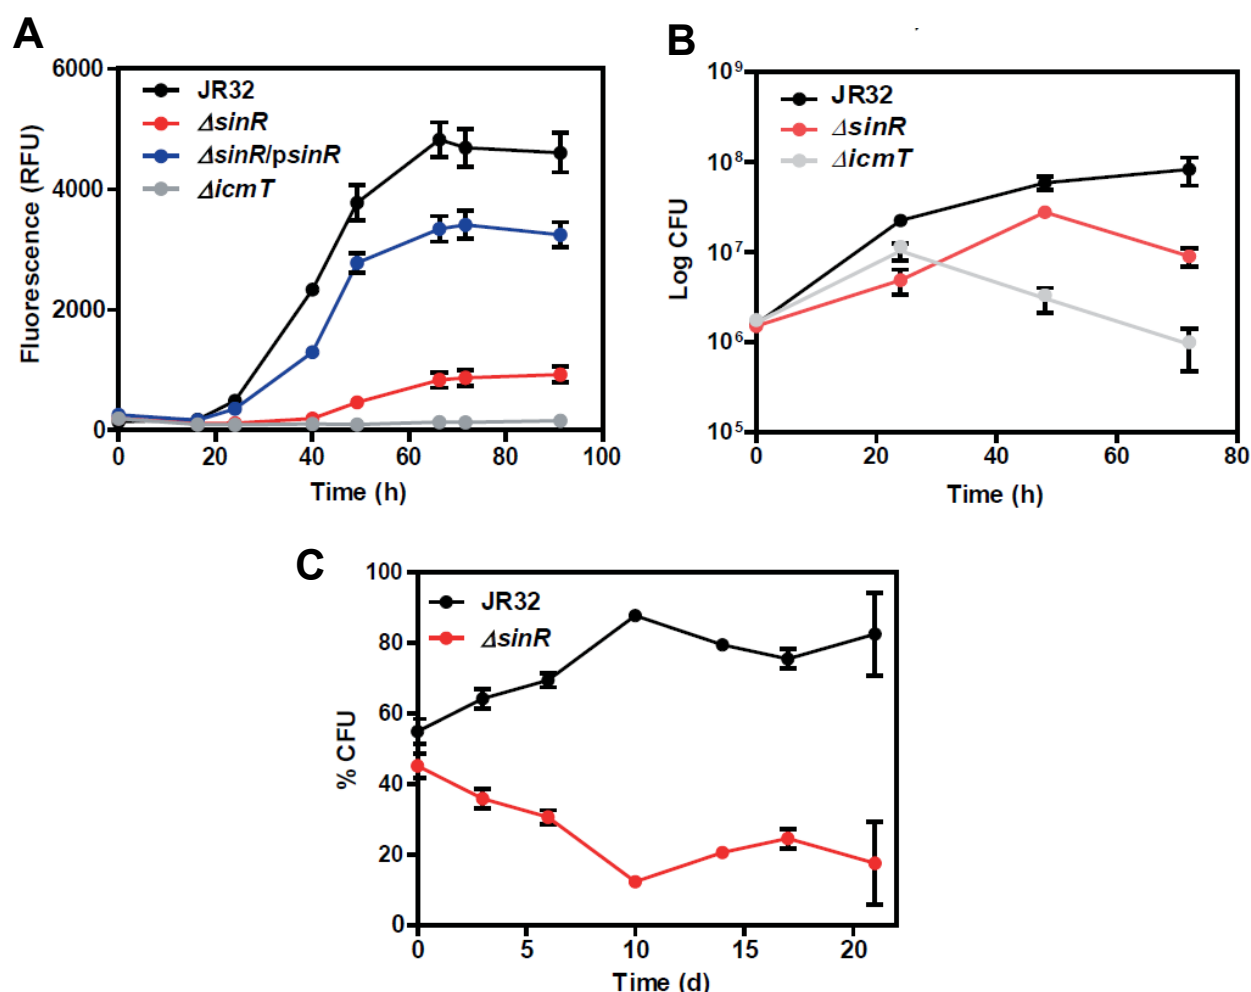 A
6000
4000
2000
0
Fluorescence (RFU)
JR32
ΔsinR
ΔsinR/psinR
ΔicmT
0 20 40 60 80 100
Time (h)
B
10⁹
10⁸
10⁷
10⁶
10⁵
Log CFU
JR32
ΔsinR
ΔicmT
0 20 40 60 80
Time (h)
C
100
80
60
40
20
0
% CFU
JR32
ΔsinR
0 5 10 15 20
Time (d)